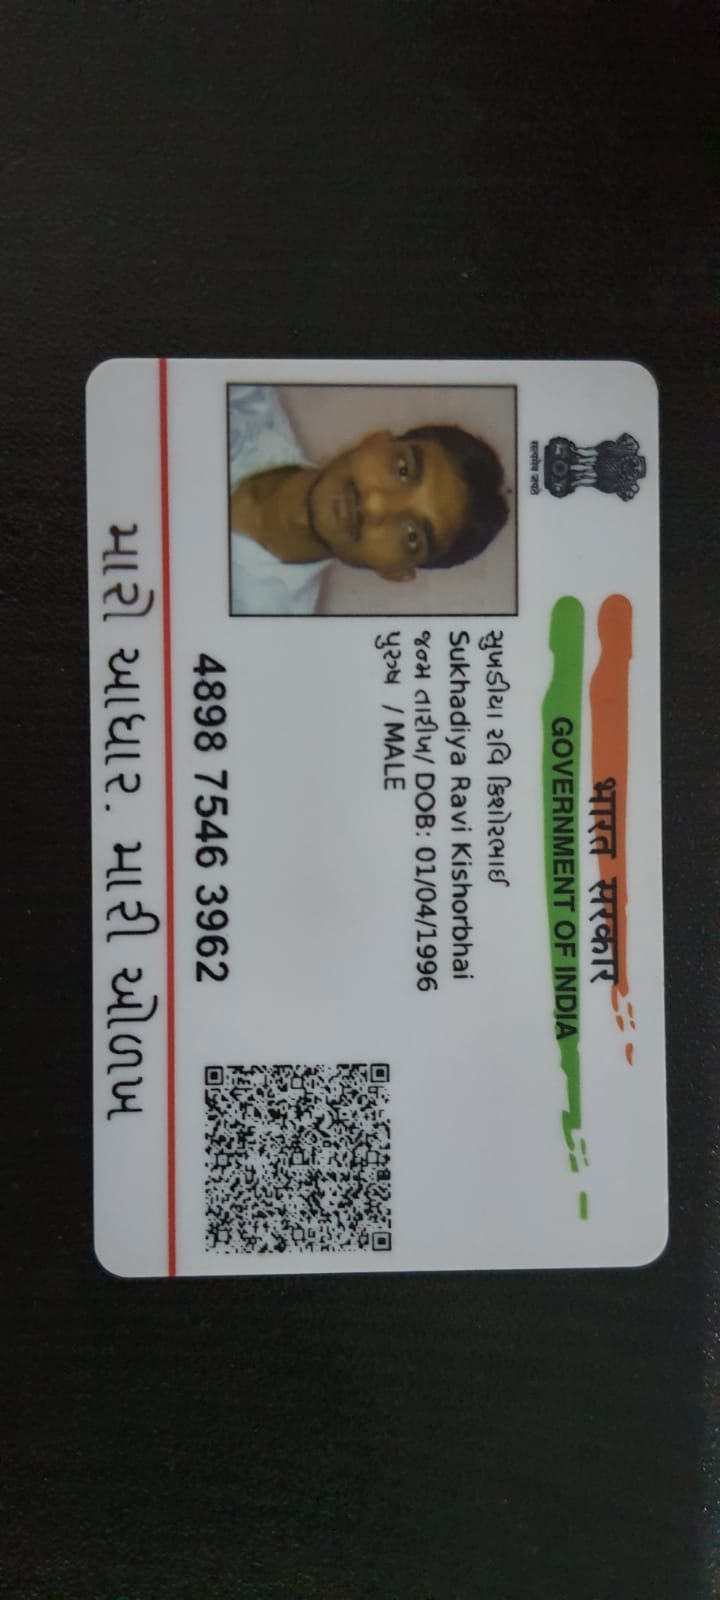 भारत सरकार
GOVERNMENT OF INDIA
सत्यमेव जयते
સુખડીયા રવિ કિશોરભાઈ
Sukhadiya Ravi Kishorbhai
જન્મ તારીખ/ DOB: 01/04/1996
પુરુષ / MALE
4898 7546 3962
મારો આધાર. મારી ઓળખ